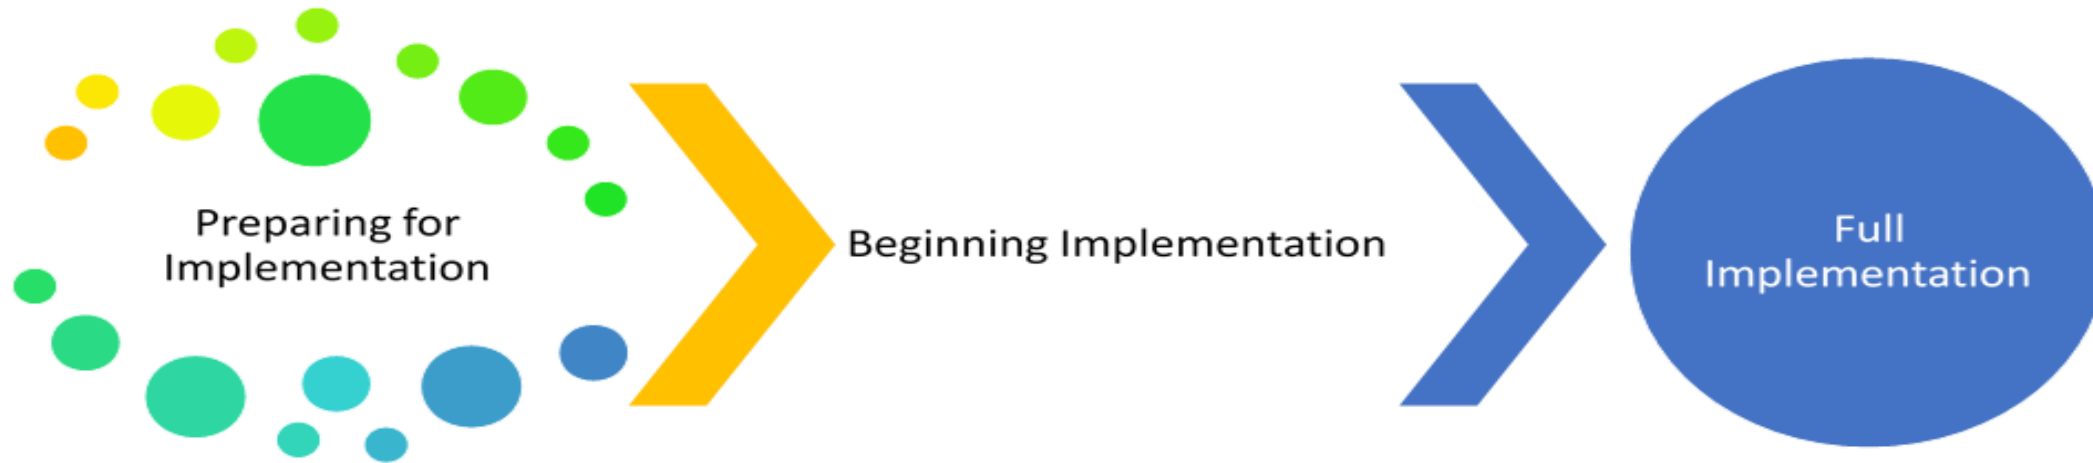 Preparing for
Implementation
Beginning Implementation
Full
Implementation